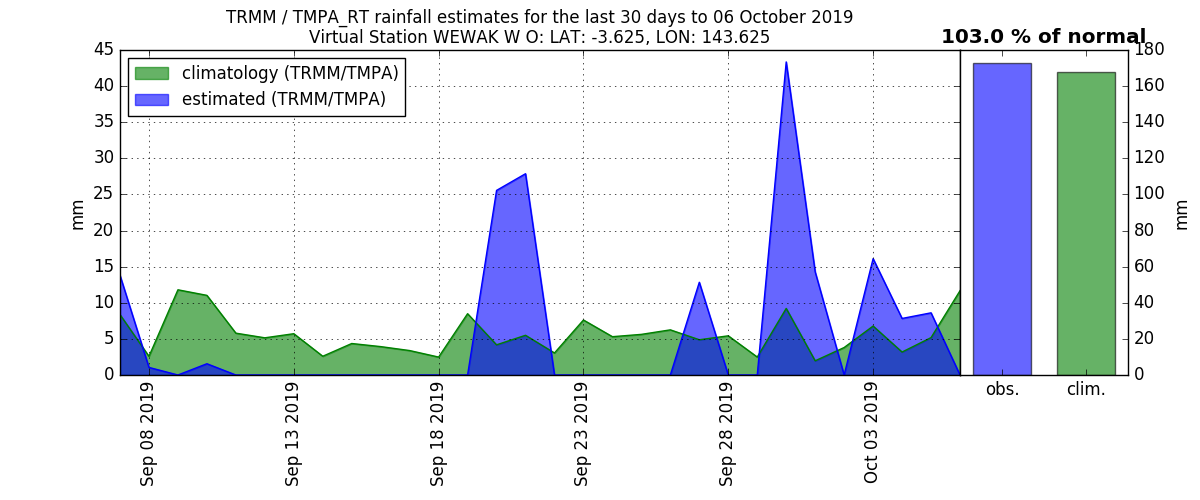 TRMM / TMPA_RT rainfall estimates for the last 30 days to 06 October 2019
Virtual Station WEWAK W O: LAT: -3.625, LON: 143.625
103.0 % of normal
climatology (TRMM/TMPA)
estimated (TRMM/TMPA)
45
40
35
30
25
20
15
10
5
0
mm
Sep 08 2019
Sep 13 2019
Sep 18 2019
Sep 23 2019
Sep 28 2019
Oct 03 2019
obs.
clim.
180
160
140
120
100
80
60
40
20
0
mm